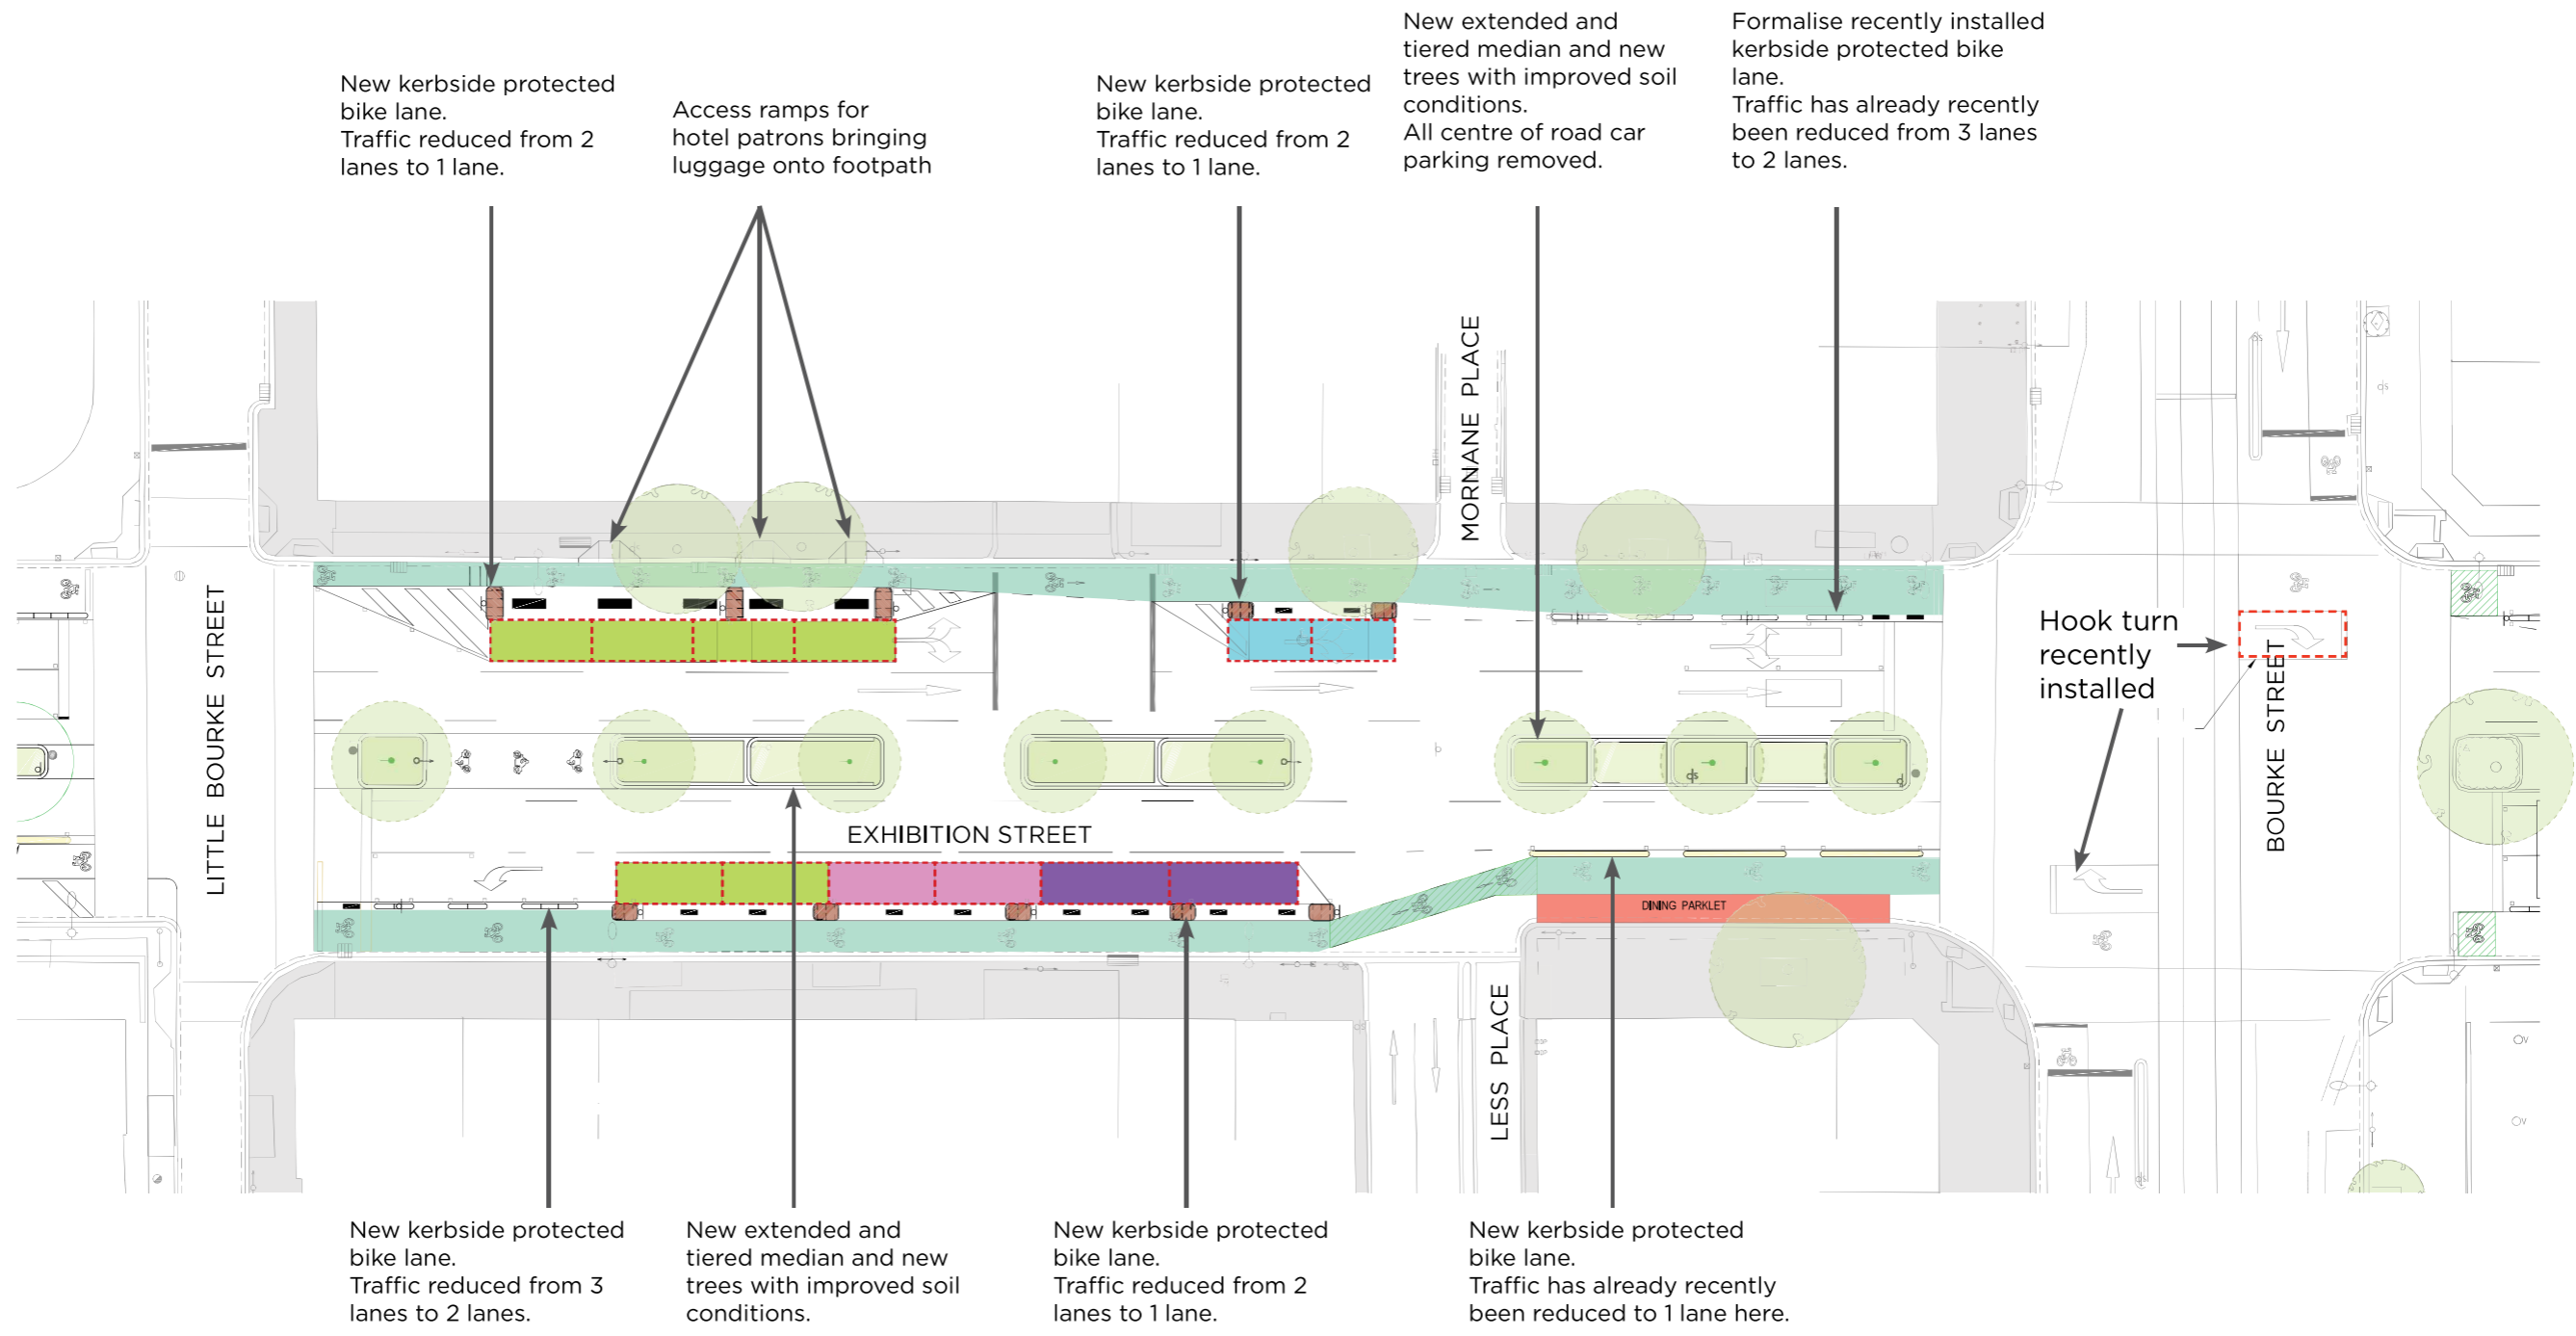 New kerbside protected
bike lane.
Traffic reduced from 2
lanes to 1 lane.
Access ramps for
hotel patrons bringing
luggage onto footpath
New kerbside protected
bike lane.
Traffic reduced from 2
lanes to 1 lane.
New extended and
tiered median and new
trees with improved soil
conditions.
All centre of road car
parking removed.
Formalise recently installed
kerbside protected bike
lane.
Traffic has already recently
been reduced from 3 lanes
to 2 lanes.
MORNANE PLACE
LITTLE BOURKE STREET
Hook turn
recently
installed
BOURKE STREET
EXHIBITION STREET
DINING PARKLET
LESS PLACE
New kerbside protected
bike lane.
Traffic reduced from 3
lanes to 2 lanes.
New extended and
tiered median and new
trees with improved soil
conditions.
New kerbside protected
bike lane.
Traffic reduced from 2
lanes to 1 lane.
New kerbside protected
bike lane.
Traffic has already recently
been reduced to 1 lane here.